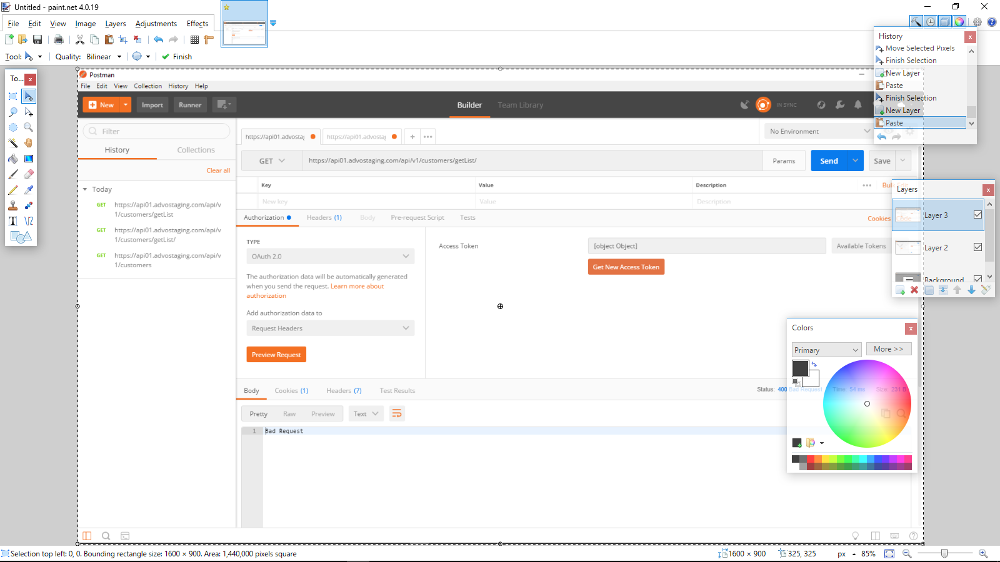 Untitled - paint.net 4.0.19
File Edit View Image Layers Adjustments Effects
Tool: Quality: Bilinear Finish
To...
Postman
File Edit View Collection History Help
New Import Runner Builder Team Library IN SYNC
Filter
History Collections
Clear all
Today
GET https://api01.advostaging.com/api/v
1/customers/getList
GET https://api01.advostaging.com/api/v
1/customers/getList/
GET https://api01.advostaging.com/api/v
1/customers
https://api01.advostag https://api01.advostag + ••• No Environment
GET https://api01.advostaging.com/api/v1/customers/getList/ Params Send Save
Key Value Description ••• Bul
New key Value Description
Authorization Headers (1) Body Pre-request Script Tests Cookies
TYPE
OAuth 2.0
The authorization data will be automatically generated
when you send the request. Learn more about
authorization
Add authorization data to
Request Headers
Preview Request
Access Token [object Object] Available Tokens
Get New Access Token
Body Cookies (1) Headers (7) Test Results Status: 400 Bad Request Time: 54 ms Size: 231 B
Pretty Raw Preview Text
1 Bad Request
History
Move Selected Pixels
Finish Selection
New Layer
Paste
Finish Selection
New Layer
Paste
Layers
Layer 3
Layer 2
Background
Colors
Primary More >>
Selection top left: 0, 0. Bounding rectangle size: 1600 × 900. Area: 1,440,000 pixels square 1600 × 900 325, 325 px 85%